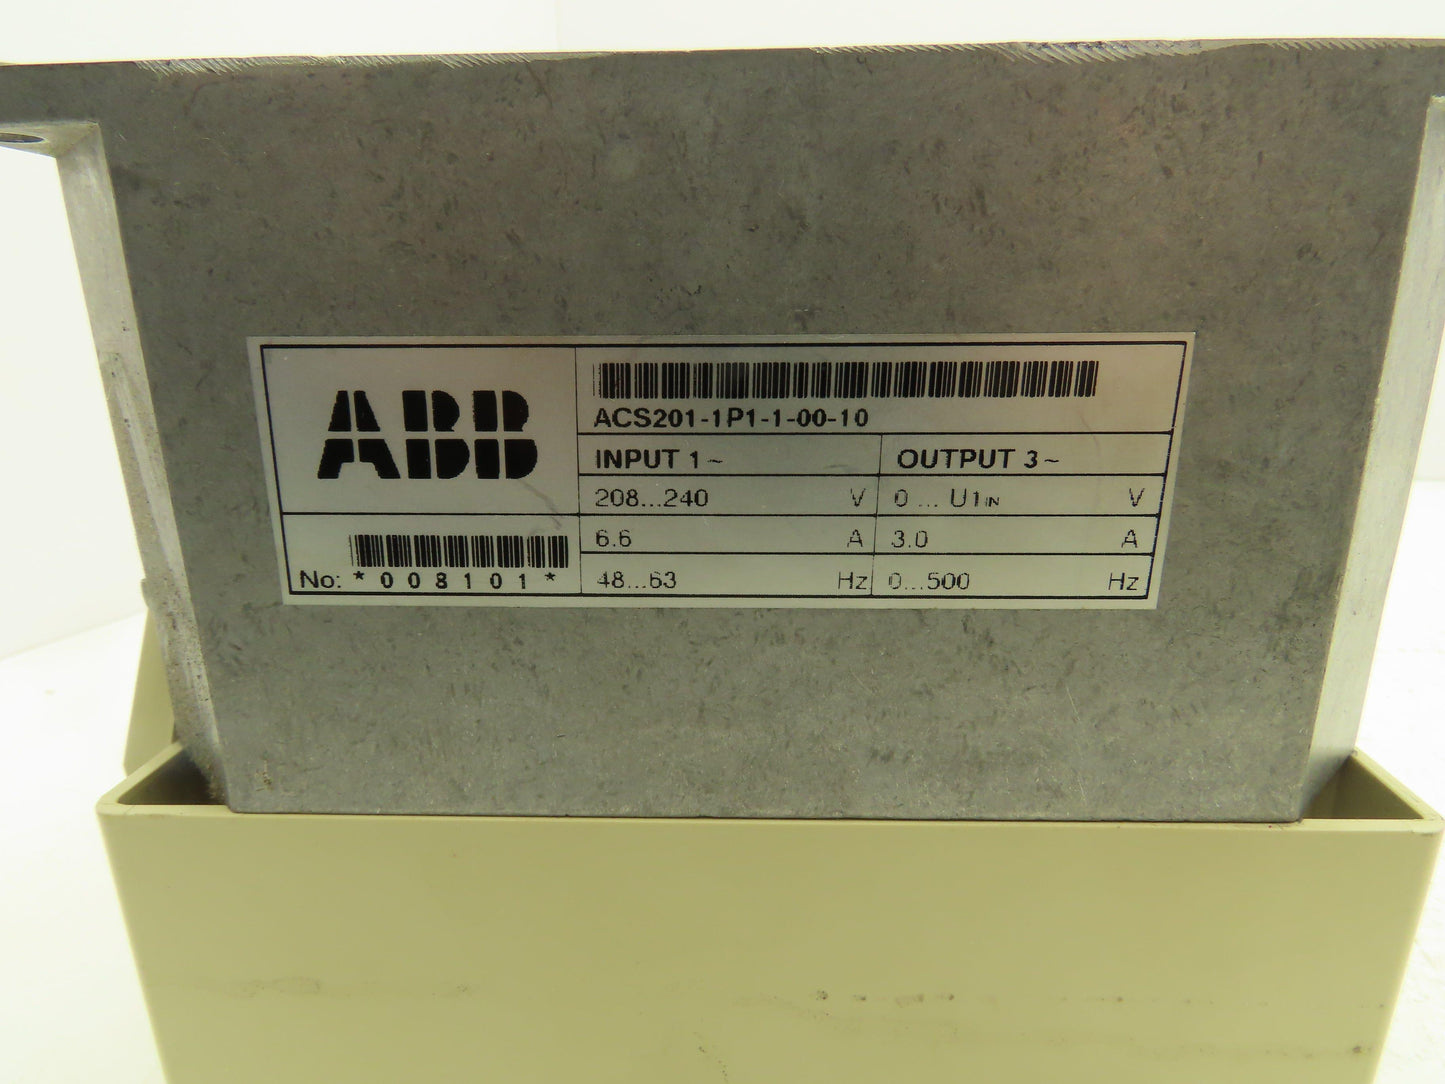 ABB
ACS201-1P1-1-00-10
INPUT 1~ OUTPUT 3~
208...240 V 0 ... U1IN V
6.6 A 3.0 A
No: *008101* 48...63 Hz 0...500 Hz